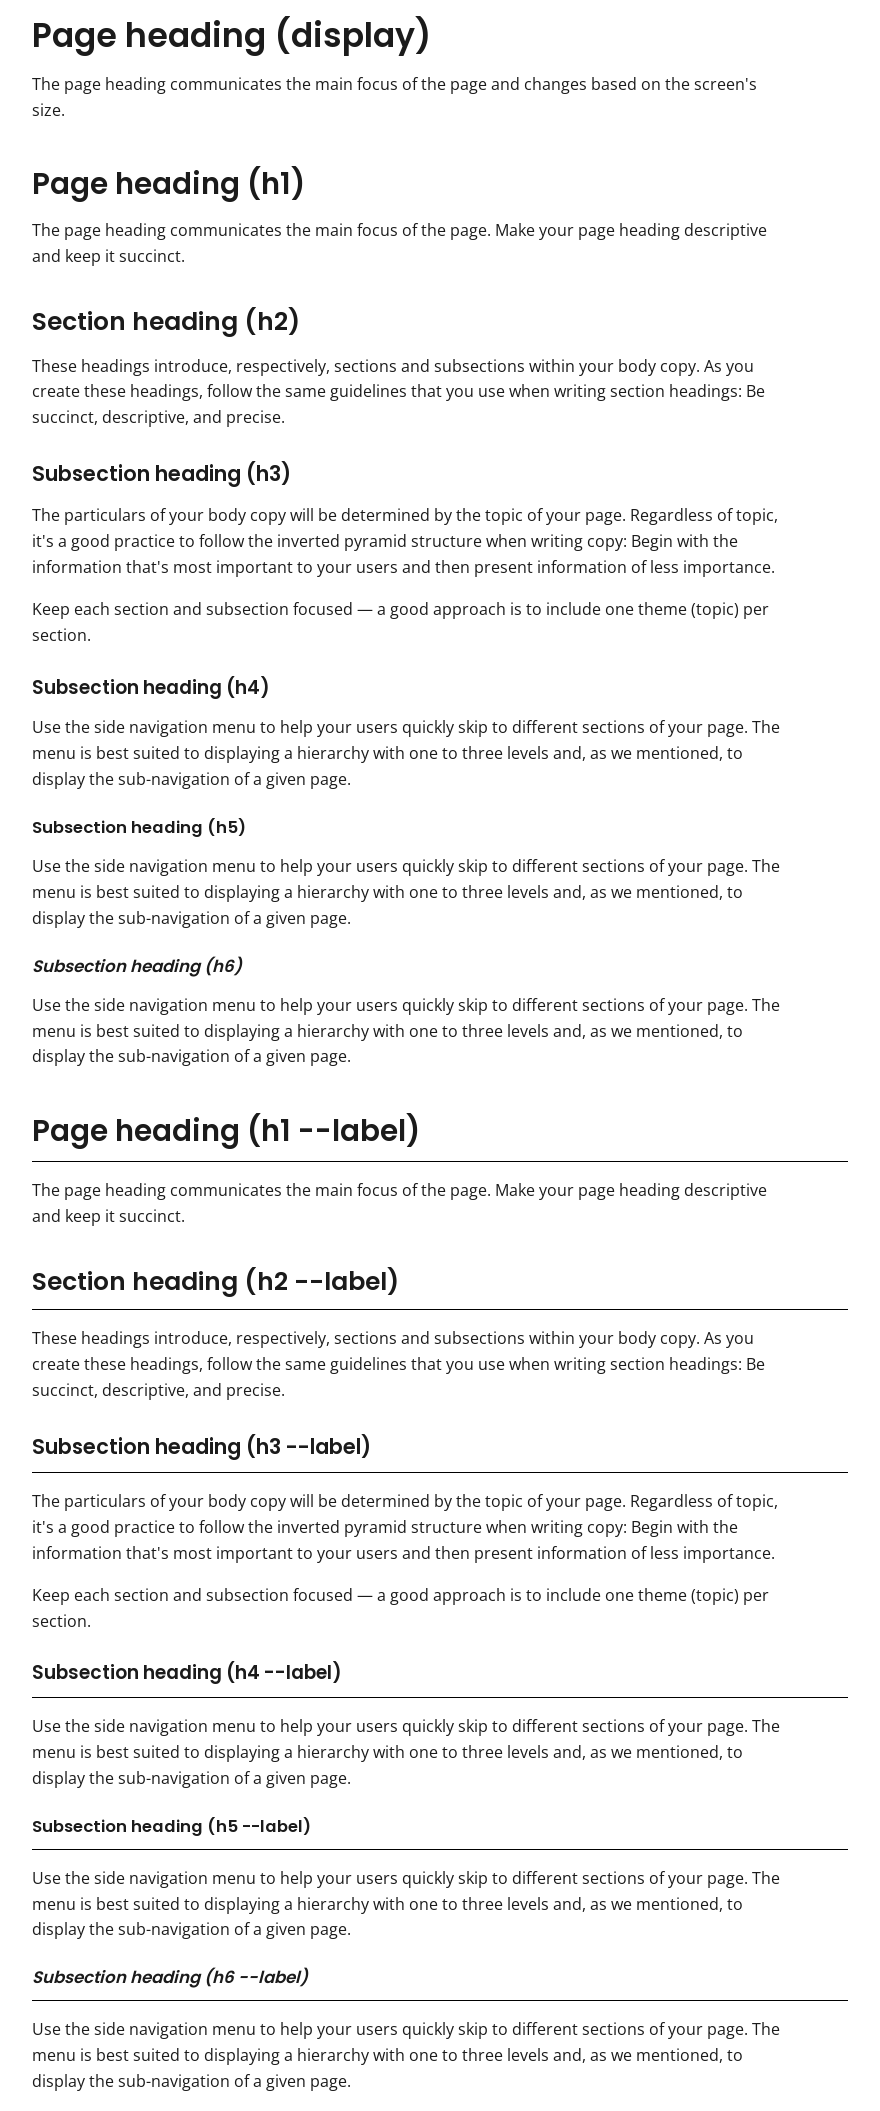 Page heading (display)
The page heading communicates the main focus of the page and changes based on the screen's
size.
Page heading (h1)
The page heading communicates the main focus of the page. Make your page heading descriptive
and keep it succinct.
Section heading (h2)
These headings introduce, respectively, sections and subsections within your body copy. As you
create these headings, follow the same guidelines that you use when writing section headings: Be
succinct, descriptive, and precise.
Subsection heading (h3)
The particulars of your body copy will be determined by the topic of your page. Regardless of topic,
it's a good practice to follow the inverted pyramid structure when writing copy: Begin with the
information that's most important to your users and then present information of less importance.
Keep each section and subsection focused — a good approach is to include one theme (topic) per
section.
Subsection heading (h4)
Use the side navigation menu to help your users quickly skip to different sections of your page. The
menu is best suited to displaying a hierarchy with one to three levels and, as we mentioned, to
display the sub-navigation of a given page.
Subsection heading (h5)
Use the side navigation menu to help your users quickly skip to different sections of your page. The
menu is best suited to displaying a hierarchy with one to three levels and, as we mentioned, to
display the sub-navigation of a given page.
Subsection heading (h6)
Use the side navigation menu to help your users quickly skip to different sections of your page. The
menu is best suited to displaying a hierarchy with one to three levels and, as we mentioned, to
display the sub-navigation of a given page.
Page heading (h1 --label)
The page heading communicates the main focus of the page. Make your page heading descriptive
and keep it succinct.
Section heading (h2 --label)
These headings introduce, respectively, sections and subsections within your body copy. As you
create these headings, follow the same guidelines that you use when writing section headings: Be
succinct, descriptive, and precise.
Subsection heading (h3 --label)
The particulars of your body copy will be determined by the topic of your page. Regardless of topic,
it's a good practice to follow the inverted pyramid structure when writing copy: Begin with the
information that's most important to your users and then present information of less importance.
Keep each section and subsection focused — a good approach is to include one theme (topic) per
section.
Subsection heading (h4 --label)
Use the side navigation menu to help your users quickly skip to different sections of your page. The
menu is best suited to displaying a hierarchy with one to three levels and, as we mentioned, to
display the sub-navigation of a given page.
Subsection heading (h5 --label)
Use the side navigation menu to help your users quickly skip to different sections of your page. The
menu is best suited to displaying a hierarchy with one to three levels and, as we mentioned, to
display the sub-navigation of a given page.
Subsection heading (h6 --label)
Use the side navigation menu to help your users quickly skip to different sections of your page. The
menu is best suited to displaying a hierarchy with one to three levels and, as we mentioned, to
display the sub-navigation of a given page.